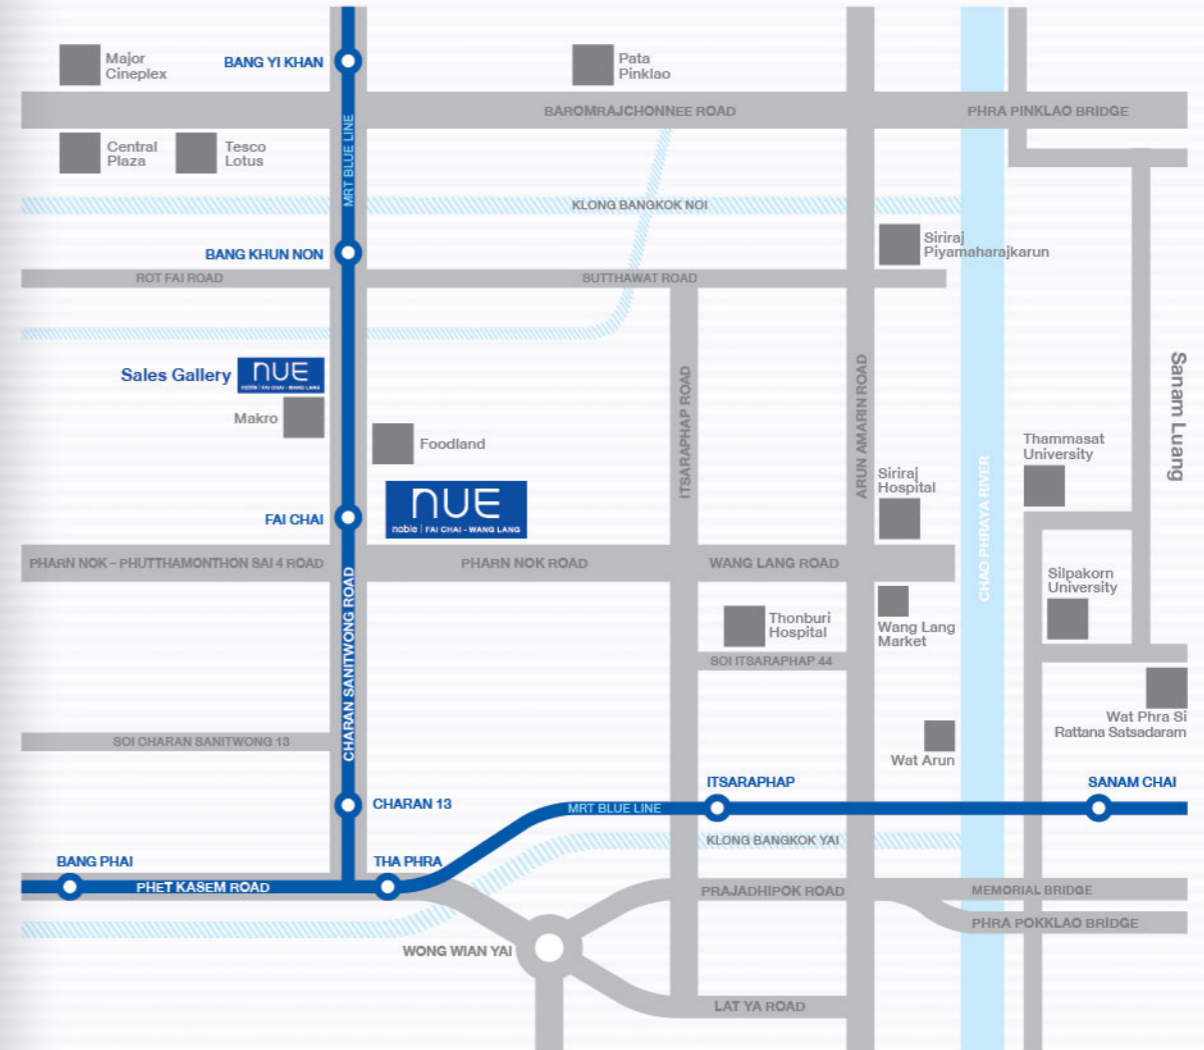 Major
Cineplex
BANG YI KHAN
Pata
Pinklao
BAROMRAJCHONNEE ROAD
PHRA PINKLAO BRIDGE
Central
Plaza
Tesco
Lotus
MRT BLUE LINE
KLONG BANGKOK NOI
BANG KHUN NON
Siriraj
Piyamaharajkarun
ROT FAI ROAD
SUTTHAWAT ROAD
Sales Gallery
nue
noble | FAI CHAI - WANG LANG
Makro
Foodland
ITSARAPHAP ROAD
ARUN AMARIN ROAD
Sanam Luang
Thammasat
University
Siriraj
Hospital
CHAO PHRAYA RIVER
nue
noble | FAI CHAI - WANG LANG
FAI CHAI
PHARN NOK - PHUTTHAMONTHON SAI 4 ROAD
PHARN NOK ROAD
WANG LANG ROAD
Silpakorn
University
CHARAN SANITWONG ROAD
Thonburi
Hospital
Wang Lang
Market
SOI ITSARAPHAP 44
Wat Phra Si
Rattana Satsadaram
SOI CHARAN SANITWONG 13
Wat Arun
ITSARAPHAP
SANAM CHAI
CHARAN 13
MRT BLUE LINE
KLONG BANGKOK YAI
BANG PHAI
THA PHRA
PHET KASEM ROAD
PRAJADHIPOK ROAD
MEMORIAL BRIDGE
PHRA POKKLAO BRIDGE
WONG WIAN YAI
LAT YA ROAD